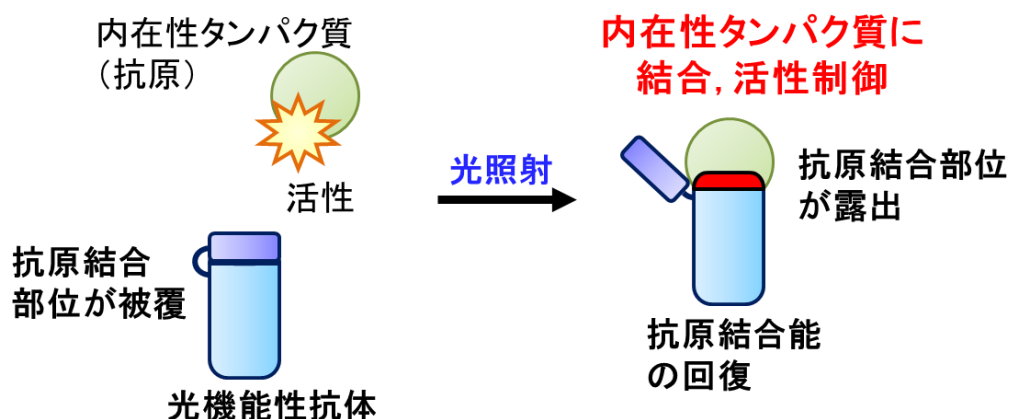 内在性タンパク質
（抗原）
活性
抗原結合
部位が被覆
光機能性抗体
光照射
内在性タンパク質に
結合，活性制御
抗原結合部位
が露出
抗原結合能
の回復